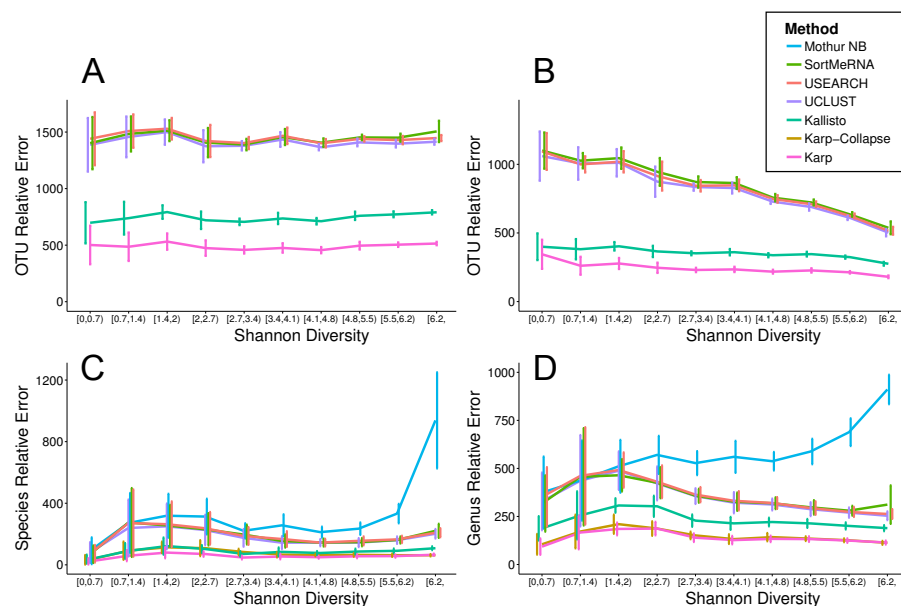 Method
Mothur NB
SortMeRNA
USEARCH
UCLUST
Kallisto
Karp-Collapse
Karp
A
OTU Relative Error
1500
1000
500
0
[0,0.7) [0.7,1.4) [1.4,2) [2,2.7) [2.7,3.4) [3.4,4.1) [4.1,4.8) [4.8,5.5) [5.5,6.2) [6.2,
Shannon Diversity
B
OTU Relative Error
1000
500
0
[0,0.7) [0.7,1.4) [1.4,2) [2,2.7) [2.7,3.4) [3.4,4.1) [4.1,4.8) [4.8,5.5) [5.5,6.2) [6.2,
Shannon Diversity
C
Species Relative Error
1200
800
400
0
[0,0.7) [0.7,1.4) [1.4,2) [2,2.7) [2.7,3.4) [3.4,4.1) [4.1,4.8) [4.8,5.5) [5.5,6.2) [6.2,
Shannon Diversity
D
Genus Relative Error
1000
750
500
250
0
[0,0.7) [0.7,1.4) [1.4,2) [2,2.7) [2.7,3.4) [3.4,4.1) [4.1,4.8) [4.8,5.5) [5.5,6.2) [6.2,
Shannon Diversity